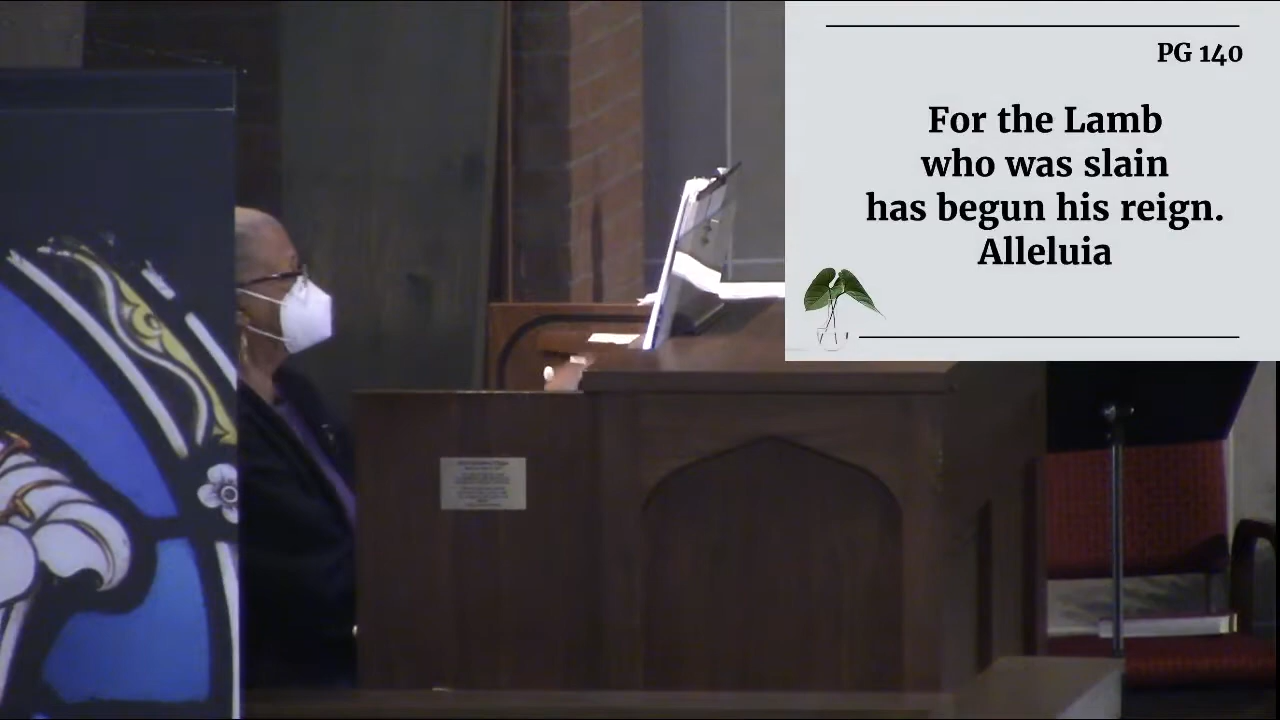 PG 140
For the Lamb
who was slain
has begun his reign.
Alleluia